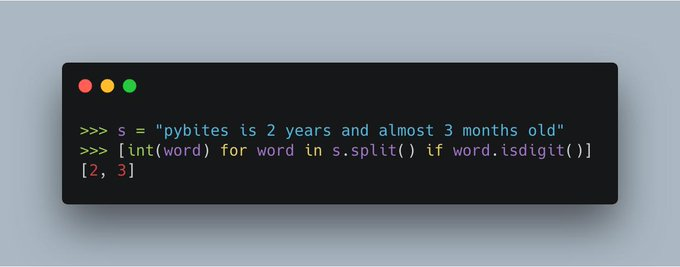 >>> s = "pybites is 2 years and almost 3 months old"
>>> [int(word) for word in s.split() if word.isdigit()]
[2, 3]